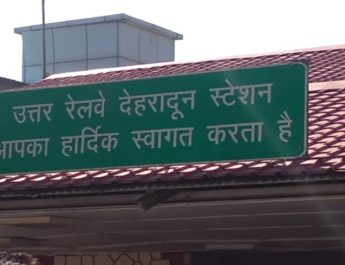 उत्तर रेलवे देहरादून स्टेशन
आपका हार्दिक स्वागत करता है